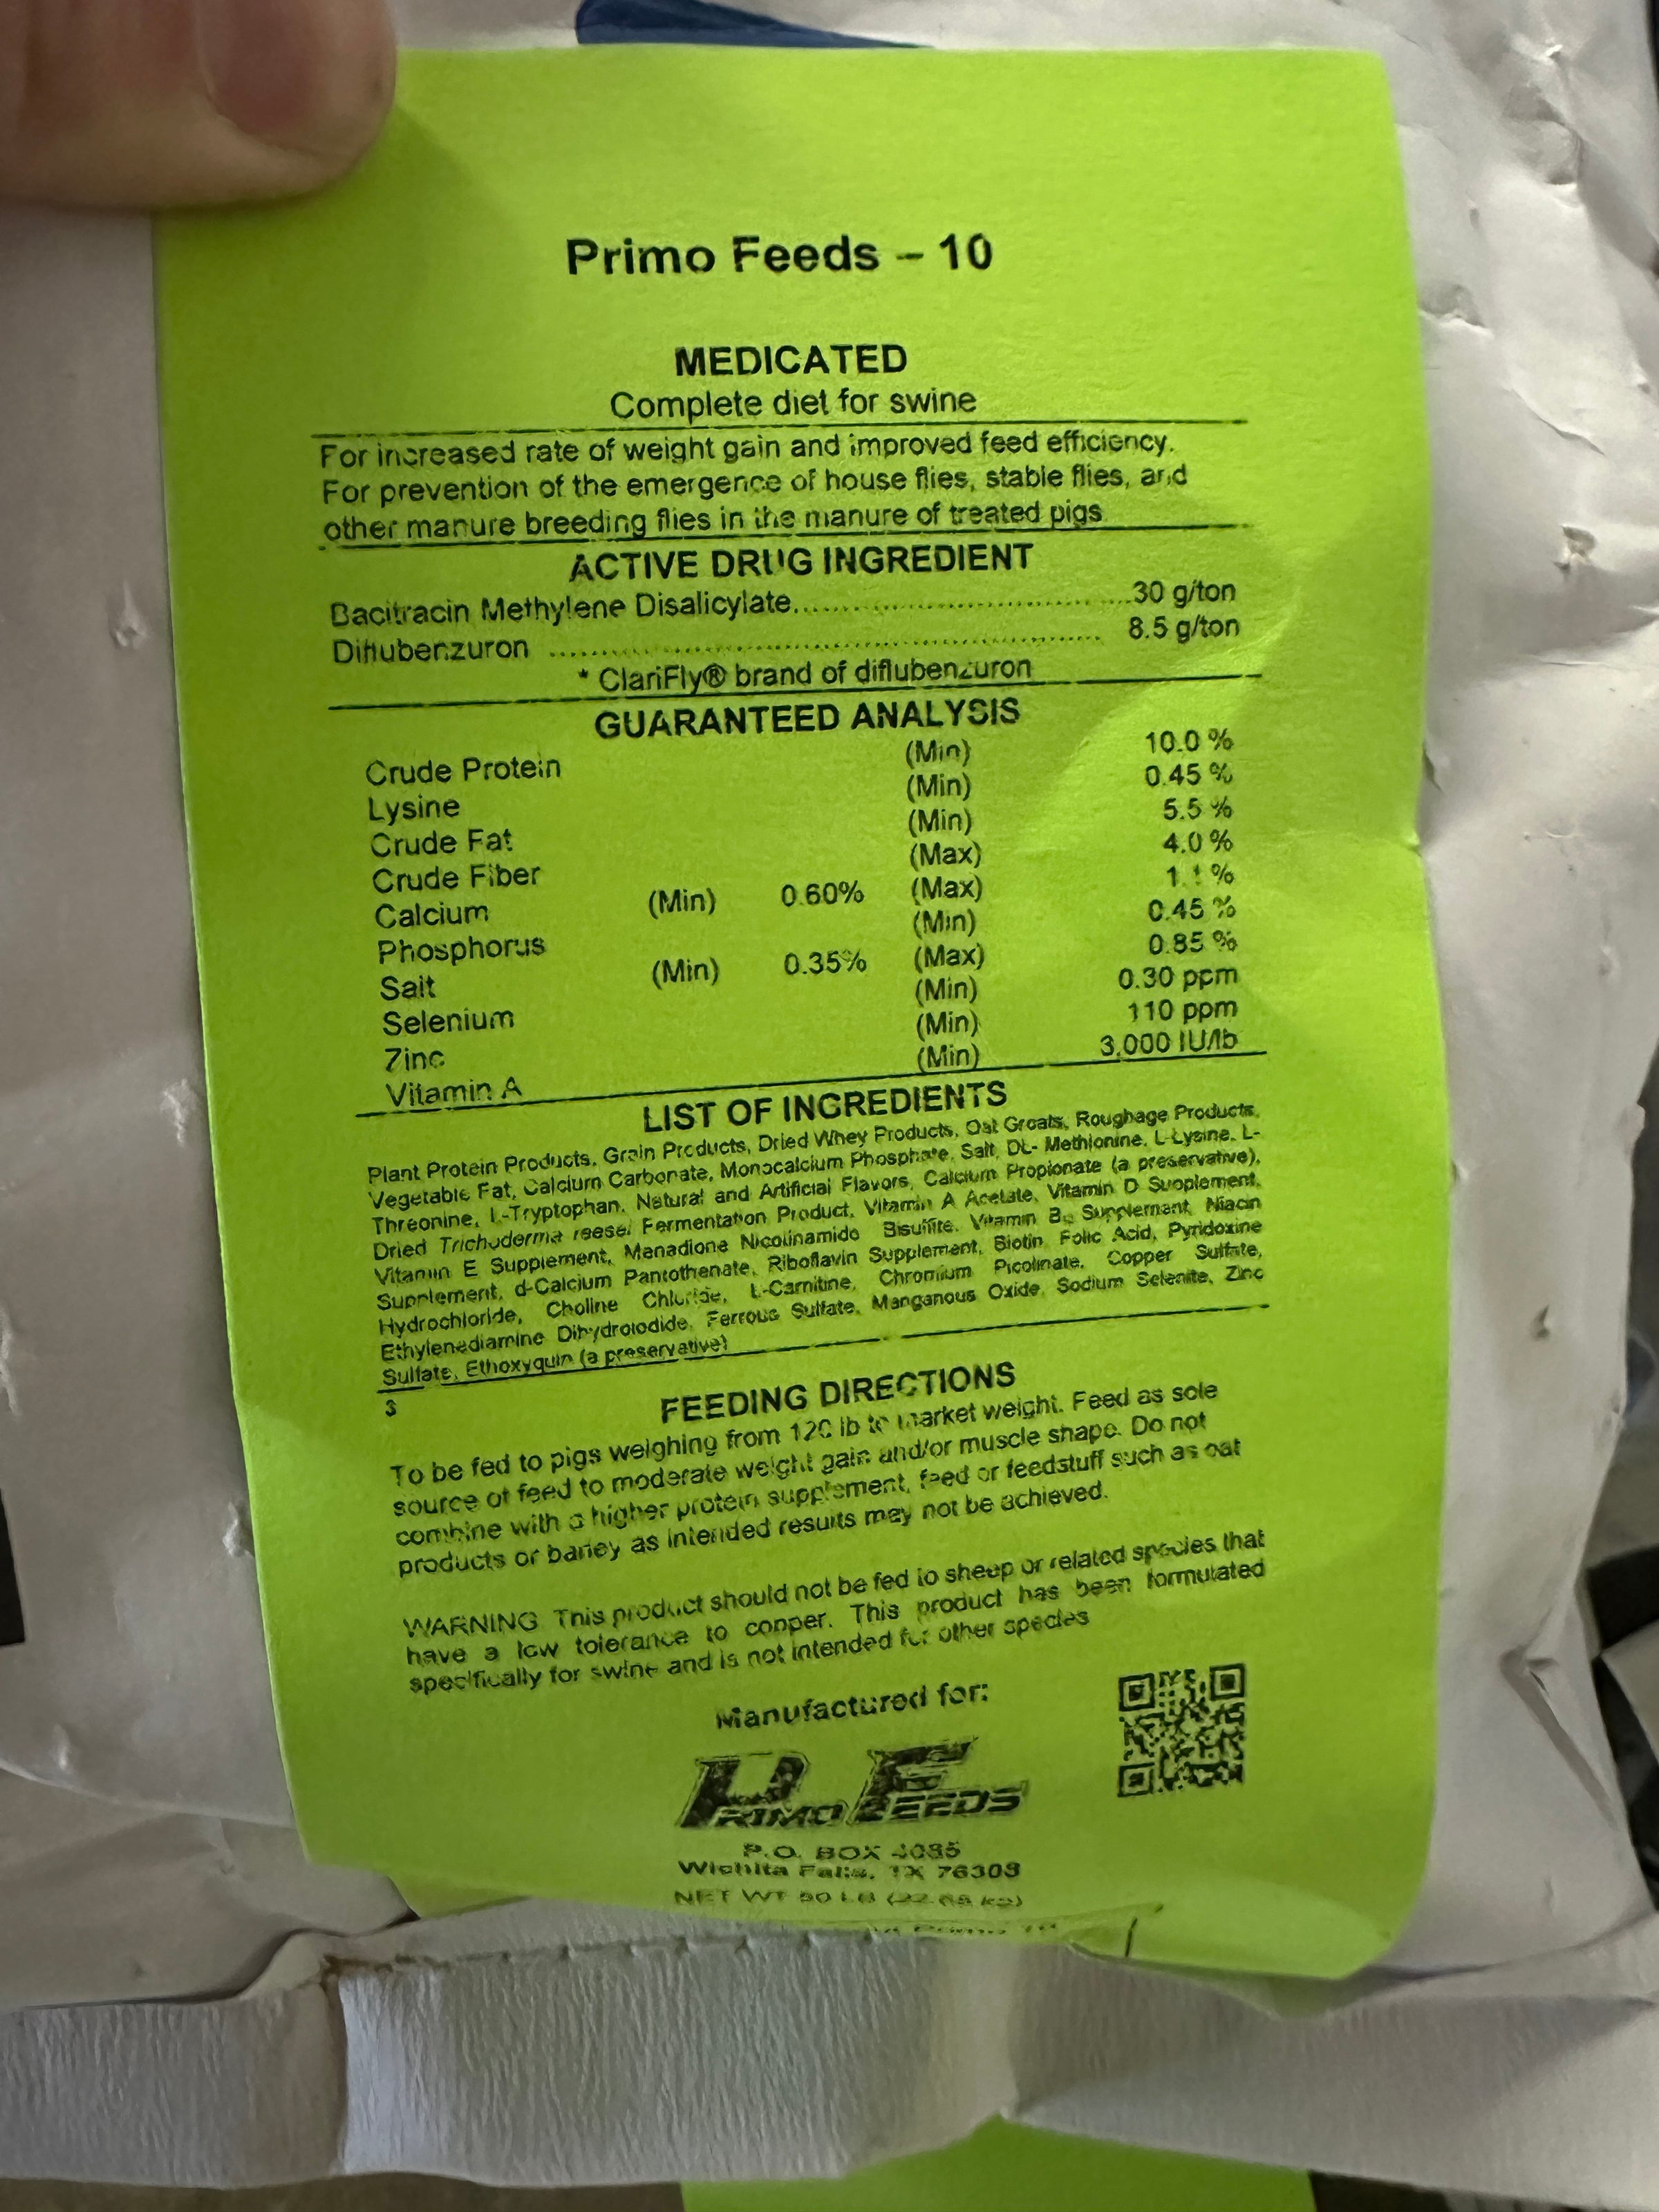 Primo Feeds – 10
MEDICATED
Complete diet for swine
For increased rate of weight gain and improved feed efficiency.
For prevention of the emergence of house flies, stable flies, and
other manure breeding flies in the manure of treated pigs
ACTIVE DRUG INGREDIENT
Bacitracin Methylene Disalicylate.................................30 g/ton
Diflubenzuron ................................................. 8.5 g/ton
* ClariFly® brand of diflubenzuron
GUARANTEED ANALYSIS
Crude Protein (Min) 10.0 %
Lysine (Min) 0.45 %
Crude Fat (Min) 5.5 %
Crude Fiber (Max) 4.0 %
Calcium (Min) 0.60% (Max) 1.1 %
Phosphorus (Min) 0.45 %
Salt (Min) 0.35% (Max) 0.85 %
Selenium (Min) 0.30 ppm
Zinc (Min) 110 ppm
Vitamin A (Min) 3,000 IU/lb
LIST OF INGREDIENTS
Plant Protein Products, Grain Products, Dried Whey Products, Oat Groats, Roughage Products,
Vegetable Fat, Calcium Carbonate, Monocalcium Phosphate, Salt, DL- Methionine, L-Lysine, L-
Threonine, L-Tryptophan, Natural and Artificial Flavors, Calcium Propionate (a preservative),
Dried Trichoderma reesei Fermentation Product, Vitamin A Acetate, Vitamin D Supplement,
Vitamin E Supplement, Menadione Nicotinamide Bisulfite, Vitamin B Supplement, Niacin
Supplement, d-Calcium Pantothenate, Riboflavin Supplement, Biotin, Folic Acid, Pyridoxine
Hydrochloride, Choline Chloride, L-Carnitine, Chromium Picolinate, Copper Sulfate,
Ethylenediamine Dihydroiodide, Ferrous Sulfate, Manganous Oxide, Sodium Selenite, Zinc
Sulfate, Ethoxyquin (a preservative)
3
FEEDING DIRECTIONS
To be fed to pigs weighing from 120 lb to market weight. Feed as sole
source of feed to moderate weight gain and/or muscle shape. Do not
combine with a higher protein supplement, feed or feedstuff such as oat
products or barley as intended results may not be achieved.
WARNING This product should not be fed to sheep or related species that
have a low tolerance to copper. This product has been formulated
specifically for swine and is not intended for other species
Manufactured for:
PRIMO FEEDS
P.O. BOX 4085
Wichita Falls, TX 76308
NET WT 50 LB (22.68 kg)